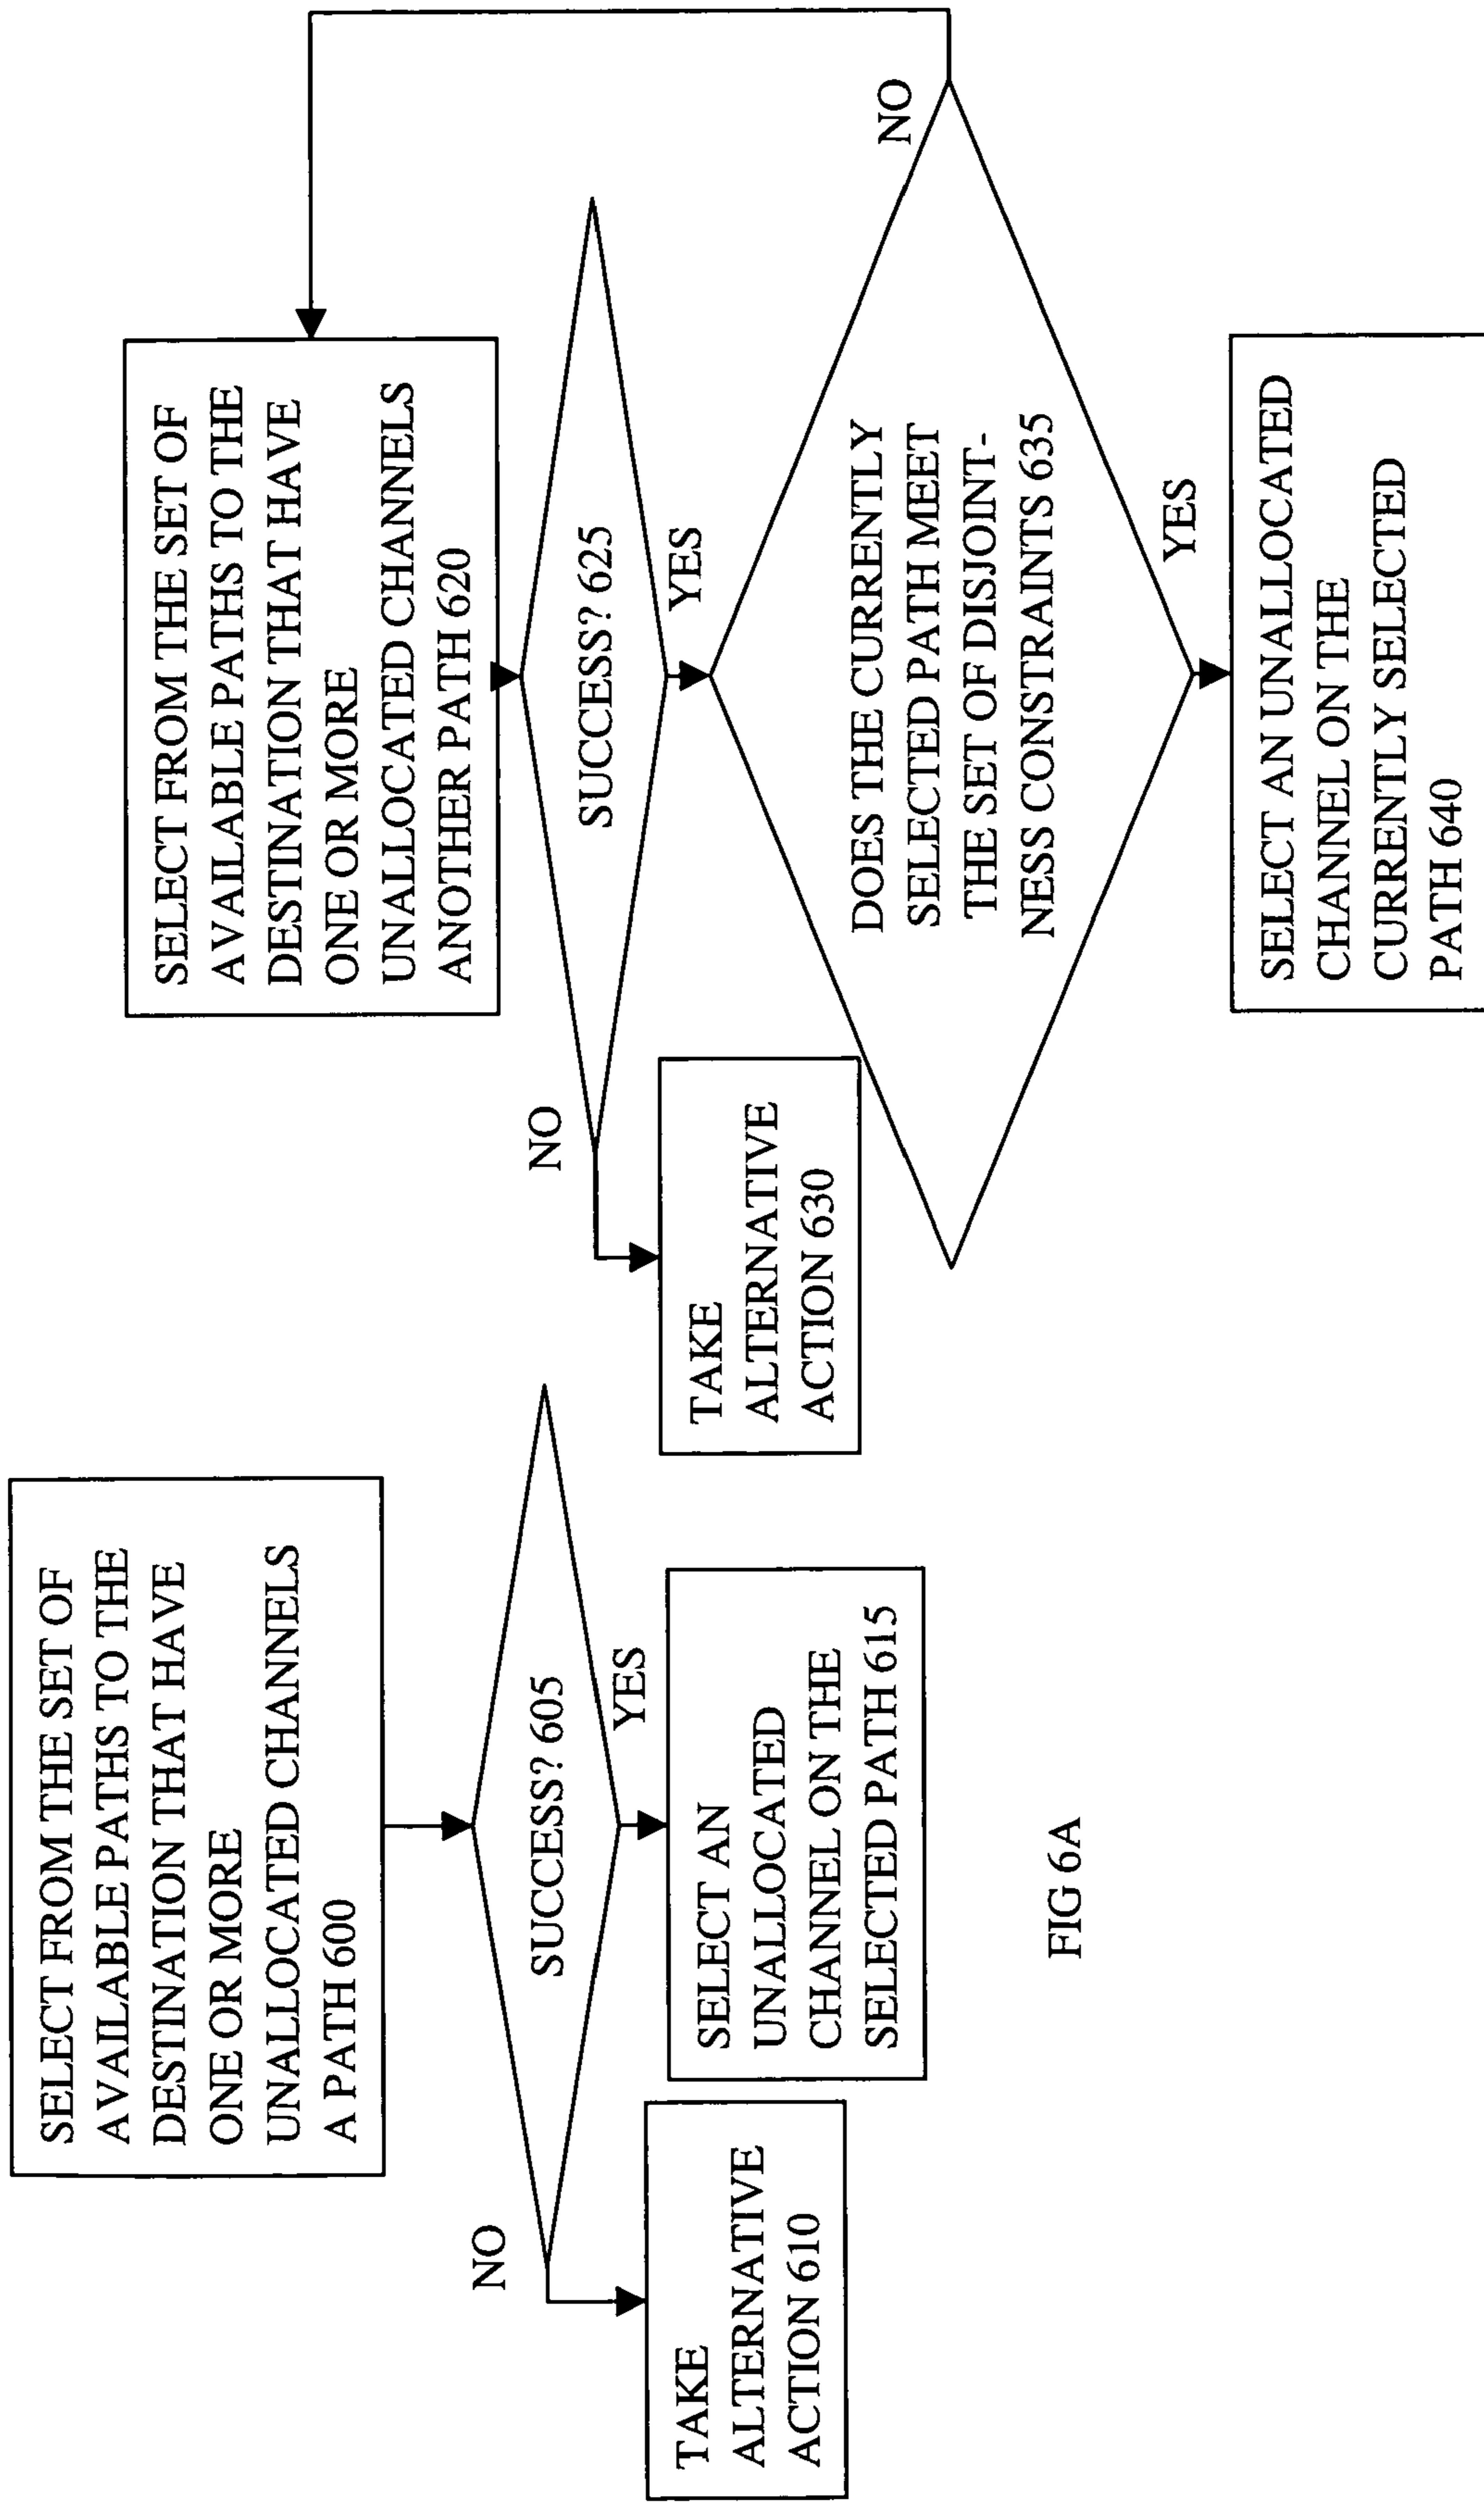 SELECT FROM THE SET OF
AVAILABLE PATHS TO THE
DESTINATION THAT HAVE
ONE OR MORE
UNALLOCATED CHANNELS
A PATH 600
SUCCESS? 605
NO
YES
TAKE
ALTERNATIVE
ACTION 610
SELECT AN
UNALLOCATED
CHANNEL ON THE
SELECTED PATH 615
FIG 6A
SELECT FROM THE SET OF
AVAILABLE PATHS TO THE
DESTINATION THAT HAVE
ONE OR MORE
UNALLOCATED CHANNELS
ANOTHER PATH 620
SUCCESS? 625
NO
YES
TAKE
ALTERNATIVE
ACTION 630
DOES THE CURRENTLY
SELECTED PATH MEET
THE SET OF DISJOINT-
NESS CONSTRAINTS 635
NO
YES
SELECT AN UNALLOCATED
CHANNEL ON THE
CURRENTLY SELECTED
PATH 640